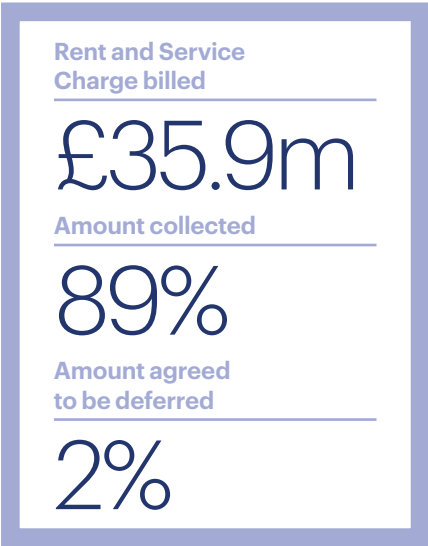 Rent and Service
Charge billed
£35.9m
Amount collected
89%
Amount agreed
to be deferred
2%